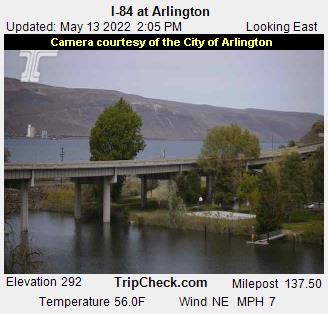 I-84 at Arlington
Updated: May 13 2022 2:05 PM Looking East
Camera courtesy of the City of Arlington
Elevation 292 TripCheck.com Milepost 137.50
Temperature 56.0F Wind NE MPH 7